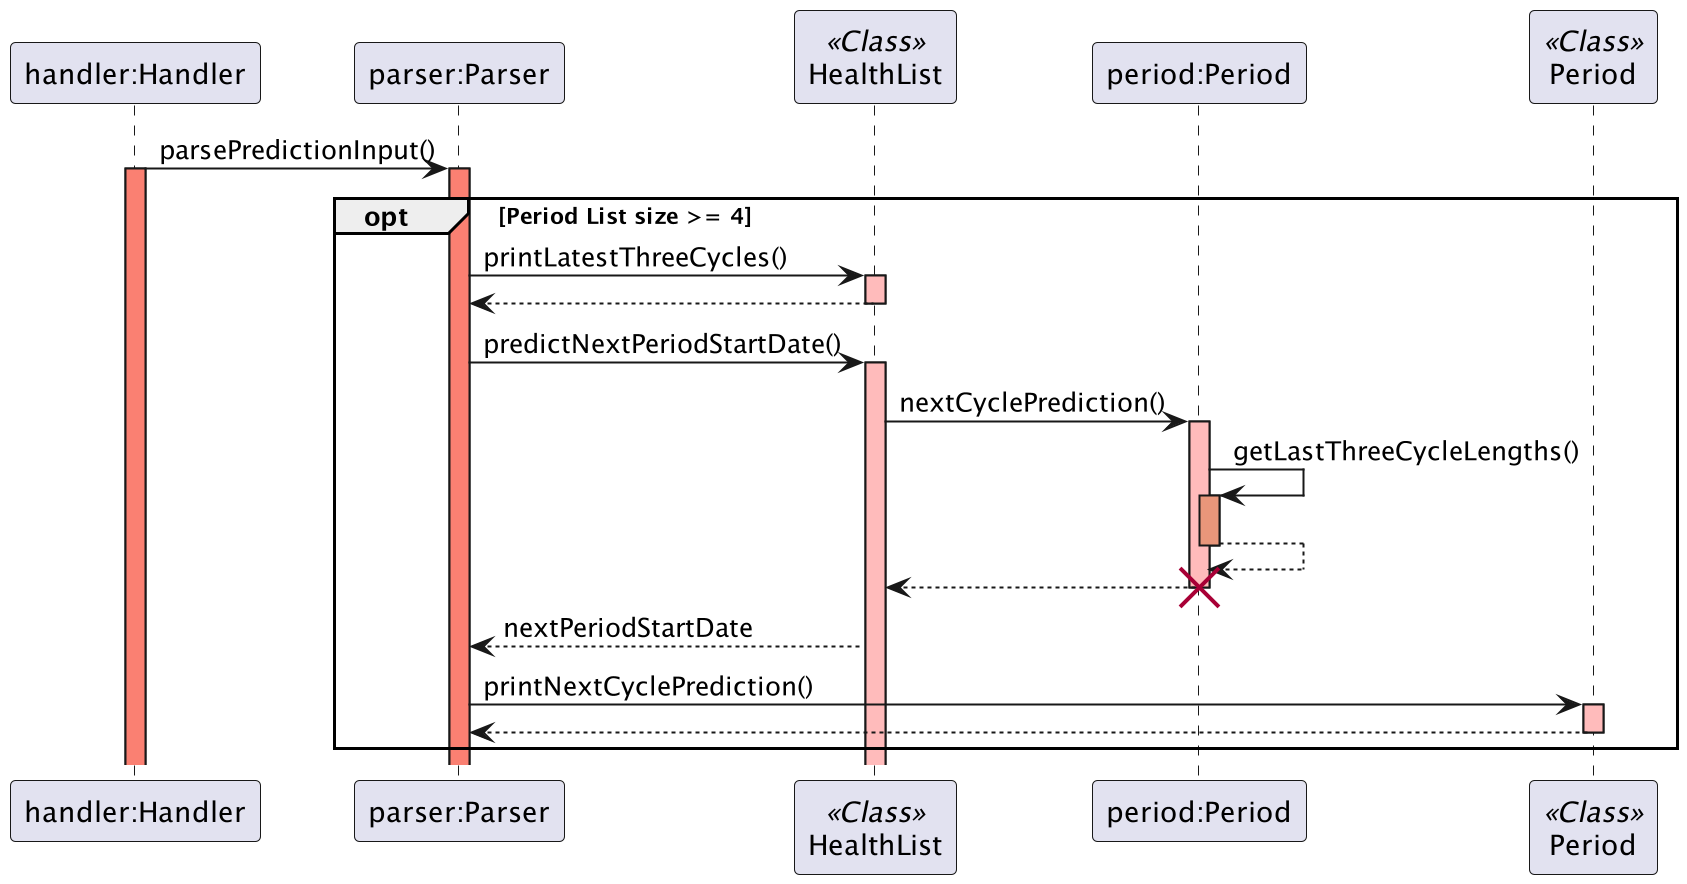 handler:Handler
parser:Parser
«Class»
HealthList
period:Period
«Class»
Period
parsePredictionInput()
opt
[Period List size >= 4]
printLatestThreeCycles()
predictNextPeriodStartDate()
nextCyclePrediction()
getLastThreeCycleLengths()
nextPeriodStartDate
printNextCyclePrediction()
handler:Handler
parser:Parser
«Class»
HealthList
period:Period
«Class»
Period